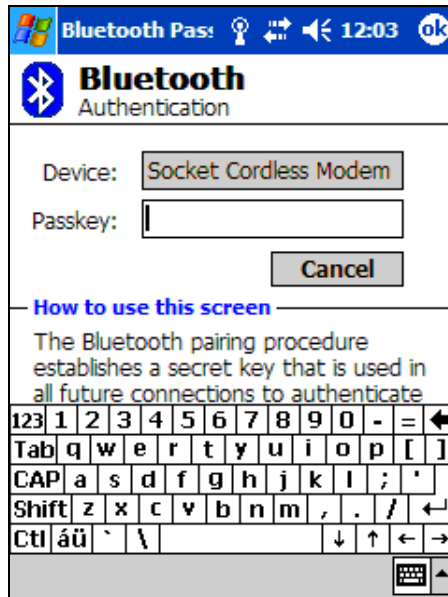 Bluetooth Pas: 12:03 ok
Bluetooth
Authentication
Device: Socket Cordless Modem
Passkey:
Cancel
How to use this screen
The Bluetooth pairing procedure
establishes a secret key that is used in
all future connections to authenticate
123 1 2 3 4 5 6 7 8 9 0 - =
Tab q w e r t y u i o p [ ]
CAP a s d f g h j k l ; '
Shift z x c v b n m , . /
Ctl áü ` \